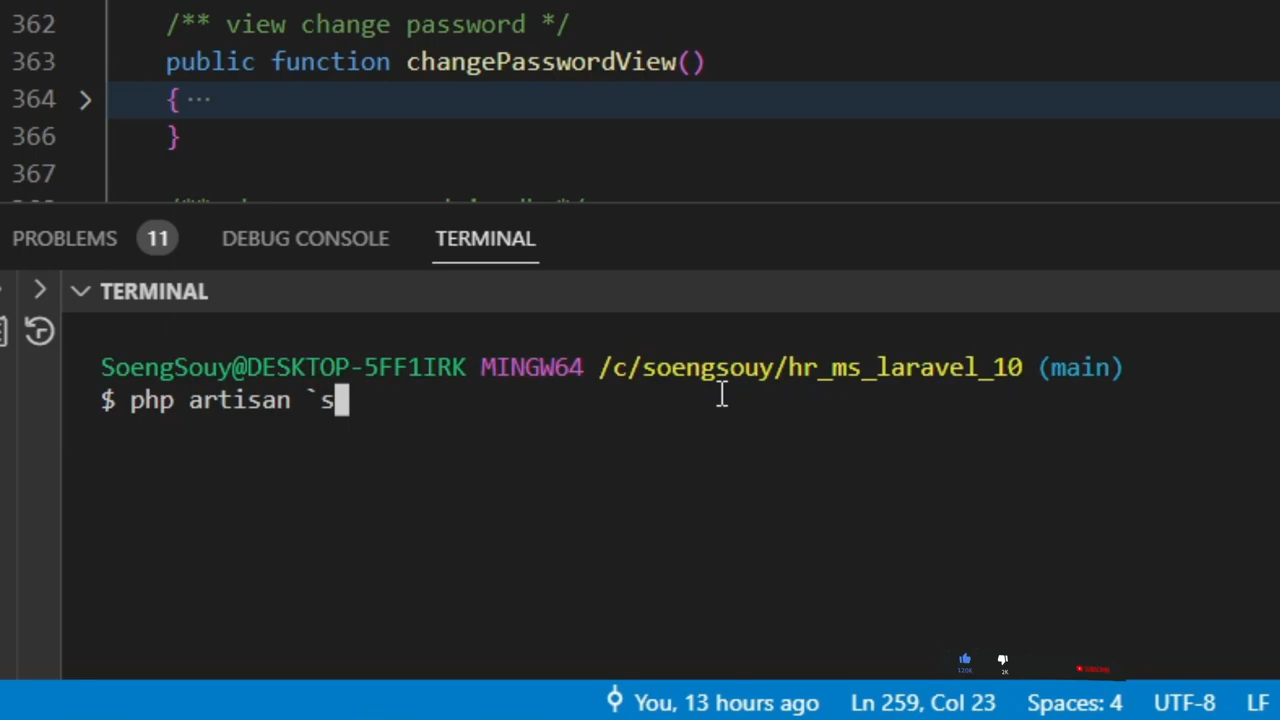 362 /** view change password */
363 public function changePasswordView()
364 > { ···
366 }
367
PROBLEMS 11 DEBUG CONSOLE TERMINAL
TERMINAL
SoengSouy@DESKTOP-5FF1IRK MINGW64 /c/soengsouy/hr_ms_laravel_10 (main)
$ php artisan `s
You, 13 hours ago Ln 259, Col 23 Spaces: 4 UTF-8 LF